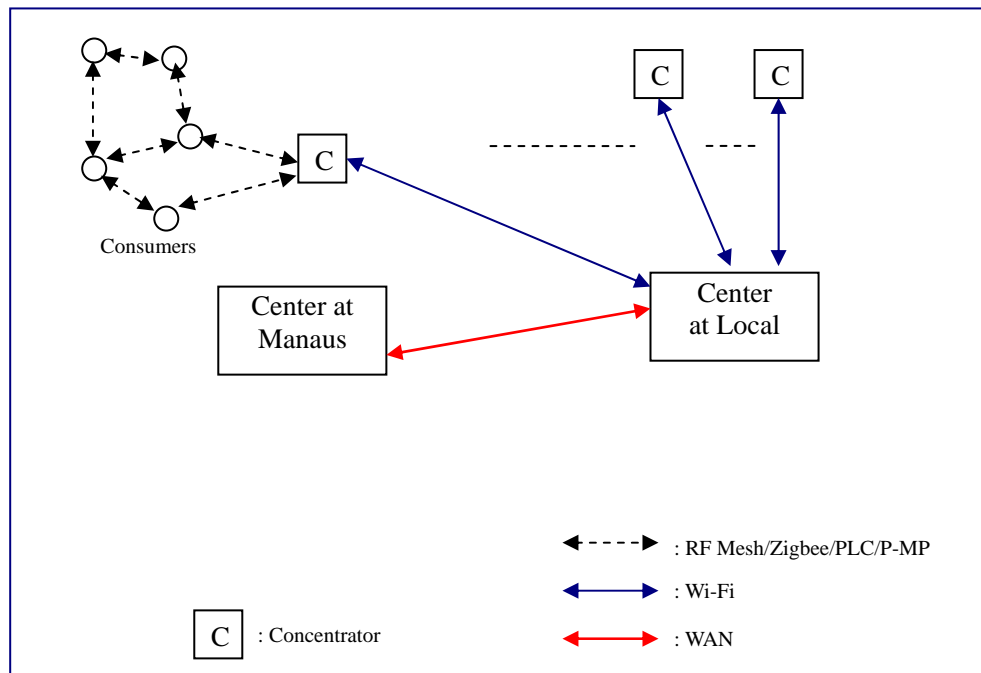 C
C
C
Consumers
Center at
Manaus
Center
at Local
: RF Mesh/Zigbee/PLC/P-MP
: Wi-Fi
C : Concentrator
: WAN